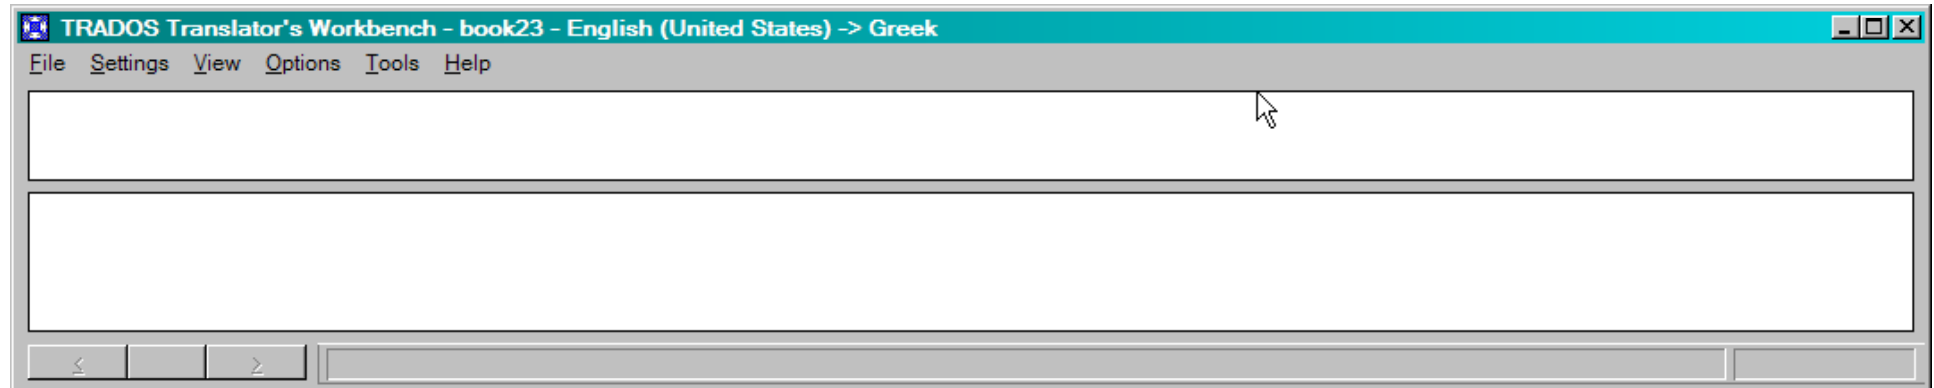 TRADOS Translator's Workbench - book23 - English (United States) -> Greek
File Settings View Options Tools Help
≤ ≥